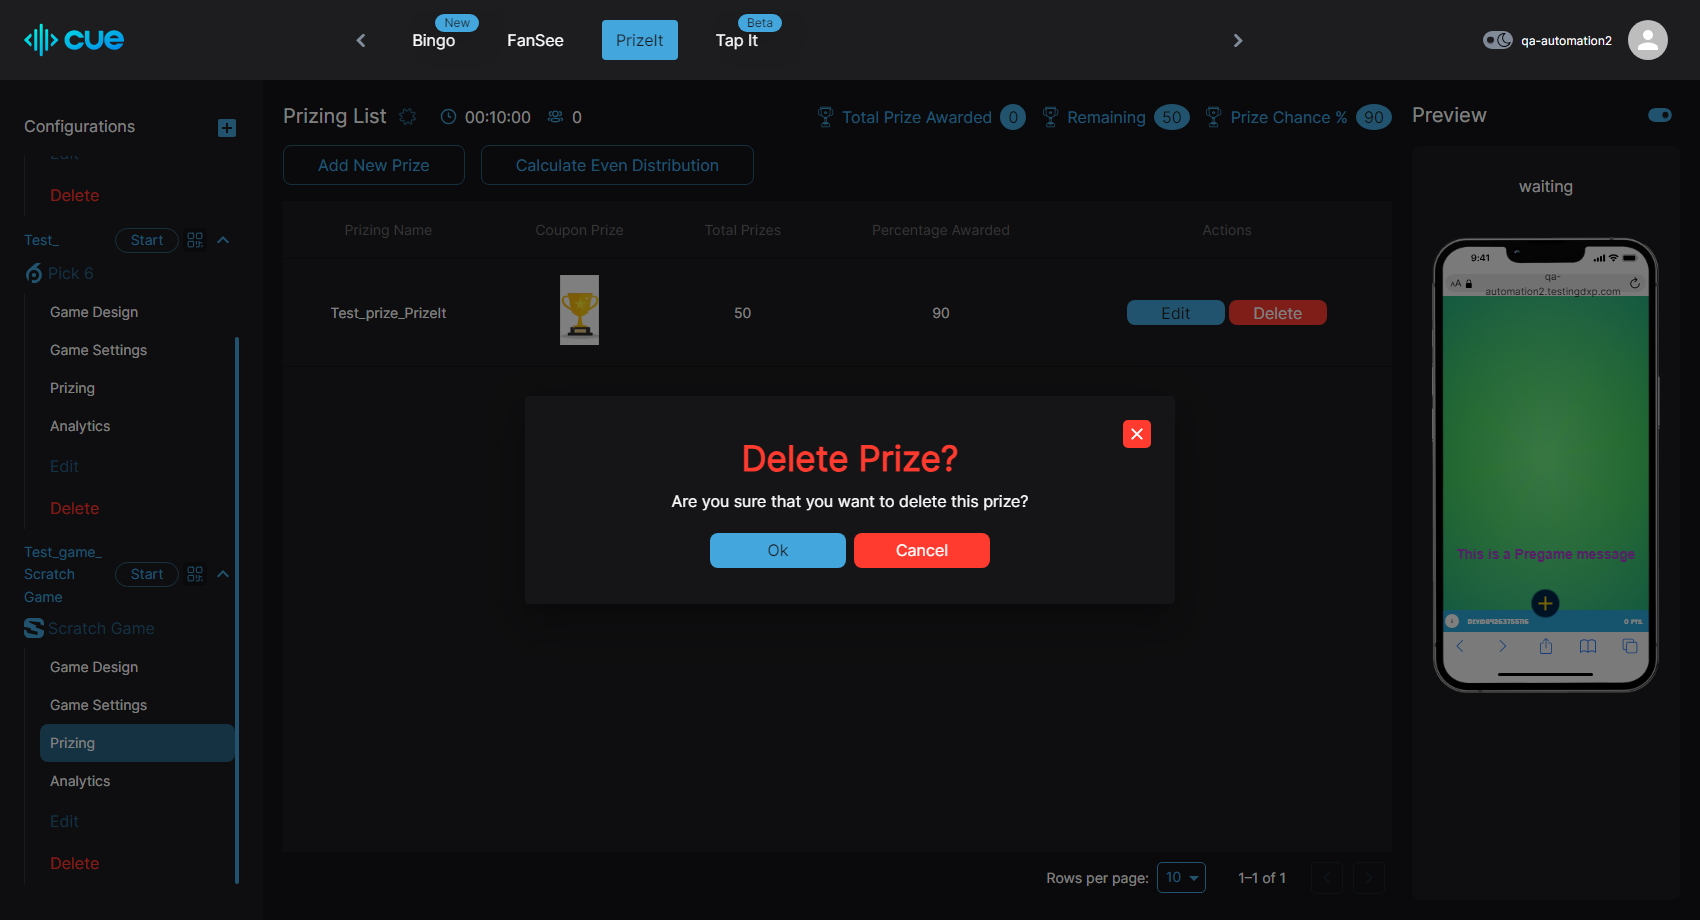 cue
New
Bingo
FanSee
PrizeIt
Beta
Tap It
qa-automation2
Configurations
Edit
Delete
Test_
Start
Pick 6
Game Design
Game Settings
Prizing
Analytics
Edit
Delete
Test_game_
Scratch
Game
Start
Scratch Game
Game Design
Game Settings
Prizing
Analytics
Edit
Delete
Prizing List
00:10:00
0
Total Prize Awarded 0
Remaining 50
Prize Chance % 90
Add New Prize
Calculate Even Distribution
Prizing Name Coupon Prize Total Prizes Percentage Awarded Actions
Test_prize_PrizeIt 50 90 Edit Delete
Delete Prize?
Are you sure that you want to delete this prize?
Ok
Cancel
Rows per page: 10 1–1 of 1
Preview
waiting
9:41
AA
qa-
automation2.testingdxp.com
This is a Pregame message
0 Pts.